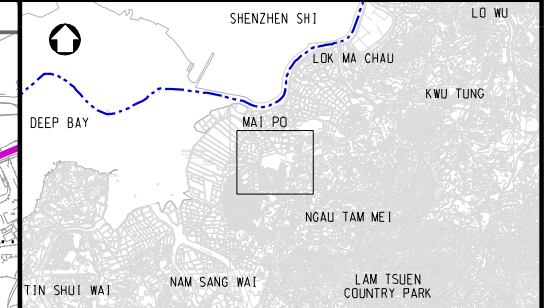 SHENZHEN SHI
LO WU
LOK MA CHAU
KWU TUNG
DEEP BAY
MAI PO
NGAU TAM MEI
NAM SANG WAI
TIN SHUI WAI
LAM TSUEN
COUNTRY PARK